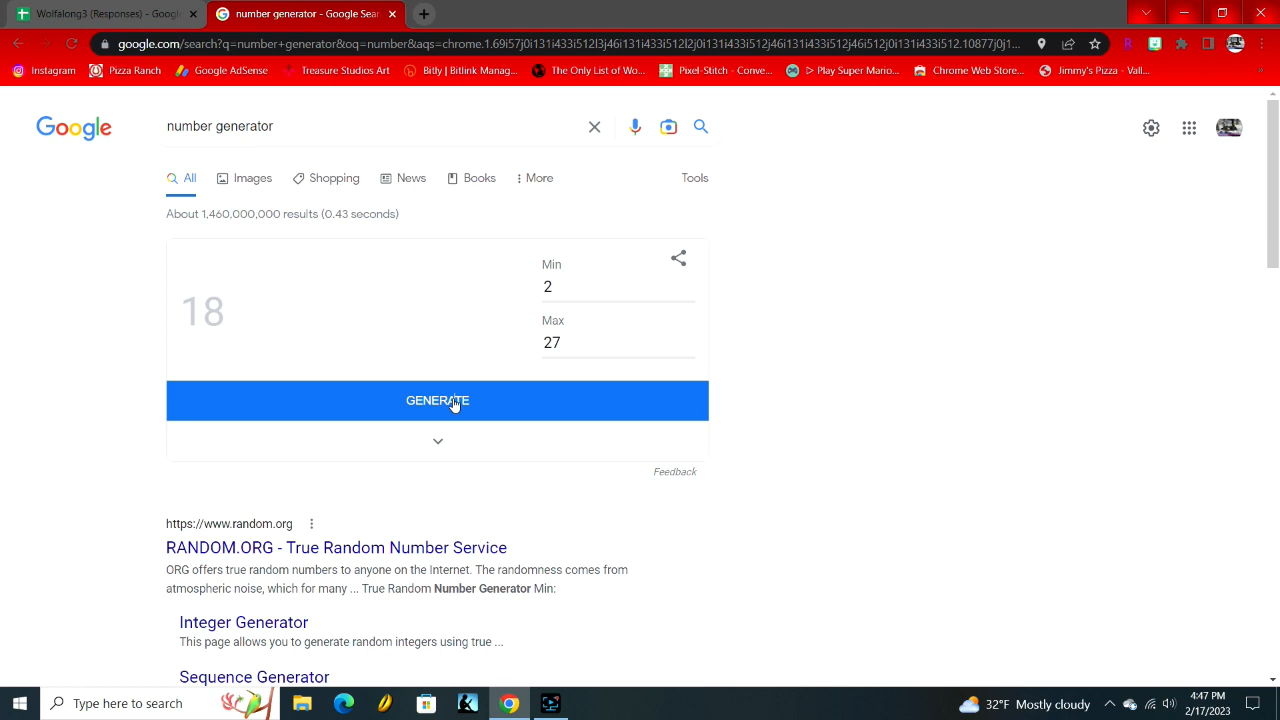 Wolfalong3 (Responses) - Googl
number generator - Google Sear
google.com/search?q=number+generator&oq=number&aqs=chrome.1.69i57j0i131i433i512l3j46i131i433i512l2j0i131i433i512j46i131i433i512j46i512j0i131i433i512.10877j0j1...
Instagram
Pizza Ranch
Google AdSense
Treasure Studios Art
Bitly | Bitlink Manag...
The Only List of Wo...
Pixel-Stitch - Conve...
▷ Play Super Mario...
Chrome Web Store...
Jimmy's Pizza - Vall...
Google
number generator
All
Images
Shopping
News
Books
More
Tools
About 1,460,000,000 results (0.43 seconds)
18
Min
2
Max
27
GENERATE
Feedback
https://www.random.org
RANDOM.ORG - True Random Number Service
ORG offers true random numbers to anyone on the Internet. The randomness comes from
atmospheric noise, which for many ... True Random Number Generator Min:
Integer Generator
This page allows you to generate random integers using true ...
Sequence Generator
Type here to search
32°F Mostly cloudy
4:47 PM
2/17/2023